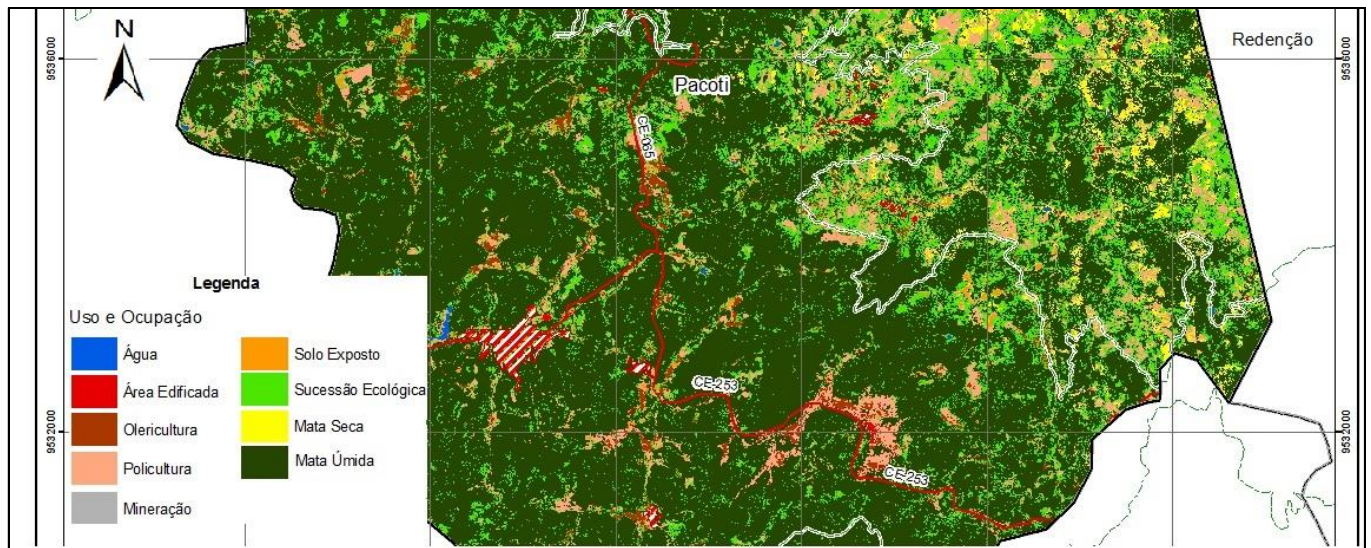 N
Redenção
9536000
9536000
Pacoti
CE-065
Legenda
Uso e Ocupação
Água
Área Edificada
Olericultura
Policultura
Mineração
Solo Exposto
Sucessão Ecológica
Mata Seca
Mata Úmida
CE-253
9532000
9532000
CE-253